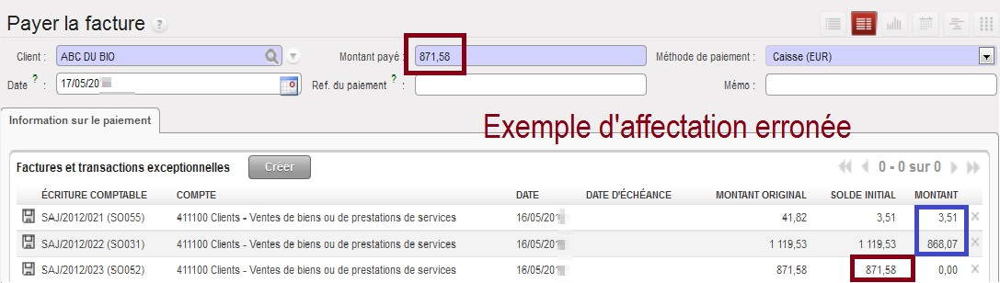 Payer la facture ?
Client : ABC DU BIO Montant payé : 871,58 Méthode de paiement : Caisse (EUR)
Date ? : 17/05/20 Ref. du paiement ? : Mémo :
Information sur le paiement
Exemple d'affectation erronée
Factures et transactions exceptionnelles Créer 0 - 0 sur 0
ÉCRITURE COMPTABLE COMPTE DATE DATE D'ÉCHÉANCE MONTANT ORIGINAL SOLDE INITIAL MONTANT
SAJ/2012/021 (SO055) 411100 Clients - Ventes de biens ou de prestations de services 16/05/201 41,82 3,51 3,51
SAJ/2012/022 (SO031) 411100 Clients - Ventes de biens ou de prestations de services 16/05/201 1 119,53 1 119,53 868,07
SAJ/2012/023 (SO052) 411100 Clients - Ventes de biens ou de prestations de services 16/05/201 871,58 871,58 0,00